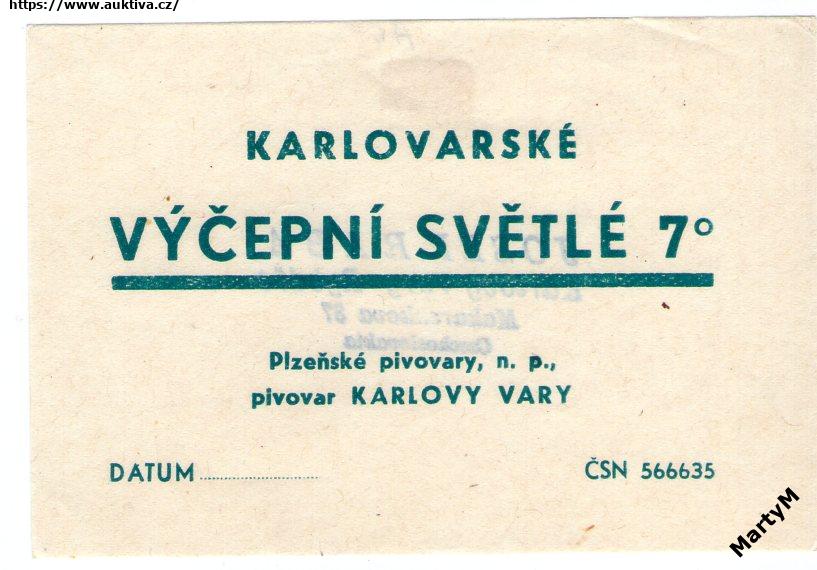 https://www.auktiva.cz/
KARLOVARSKÉ
VÝČEPNÍ SVĚTLÉ 7°
Plzeňské pivovary, n. p.,
pivovar KARLOVY VARY
DATUM....................
ČSN 566635
MartyM